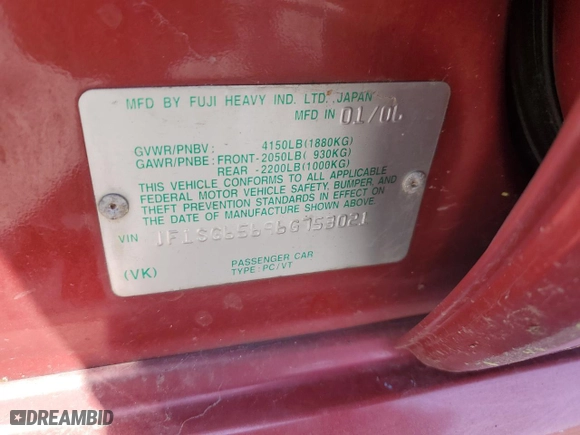 MFD BY FUJI HEAVY IND. LTD. JAPAN
MFD IN 01/06
GVWR/PNBV: 4150LB(1880KG)
GAWR/PNBE: FRONT-2050LB( 930KG)
REAR -2200LB(1000KG)
THIS VEHICLE CONFORMS TO ALL APPLICABLE
FEDERAL MOTOR VEHICLE SAFETY, BUMPER, AND
THEFT PREVENTION STANDARDS IN EFFECT ON
THE DATE OF MANUFACTURE SHOWN ABOVE.
VIN JF1SG65696G753021
(VK)
PASSENGER CAR
TYPE:PC/VT
DREAMBID